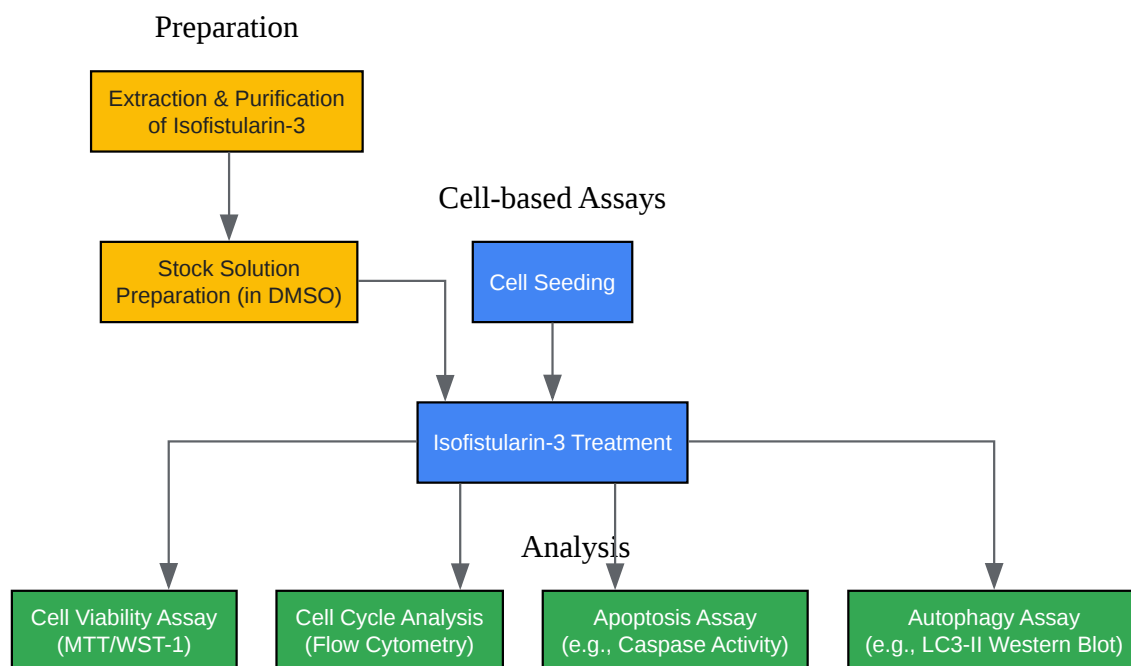 Preparation
Extraction & Purification
of Isofistularin-3
Cell-based Assays
Stock Solution
Preparation (in DMSO)
Cell Seeding
Isofistularin-3 Treatment
Analysis
Cell Viability Assay
(MTT/WST-1)
Cell Cycle Analysis
(Flow Cytometry)
Apoptosis Assay
(e.g., Caspase Activity)
Autophagy Assay
(e.g., LC3-II Western Blot)